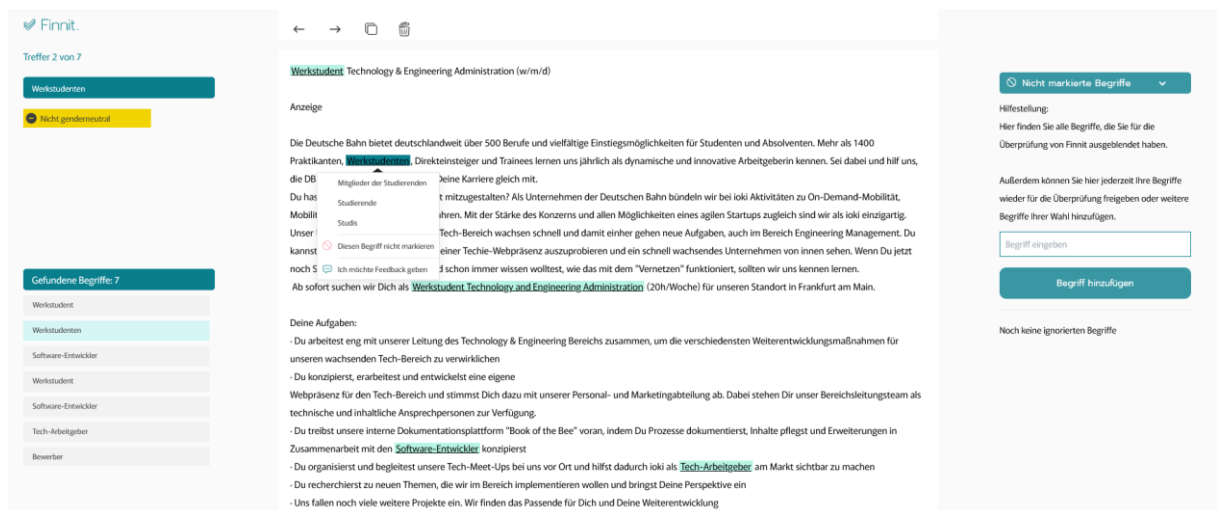 Finnit.
Treffer 2 von 7
Werkstudenten
Nicht genderneutral
Gefundene Begriffe: 7
Werkstudent
Werkstudenten
Software-Entwickler
Werkstudent
Software-Entwickler
Tech-Arbeitgeber
Bewerber
Werkstudent Technology & Engineering Administration (w/m/d)
Anzeige
Die Deutsche Bahn bietet deutschlandweit über 500 Berufe und vielfältige Einstiegsmöglichkeiten für Studenten und Absolventen. Mehr als 1400
Praktikanten, Werkstudenten, Direkteinsteiger und Trainees lernen uns jährlich als dynamische und innovative Arbeitgeberin kennen. Sei dabei und hilf uns,
die DB Deine Karriere gleich mit.
Du has t mitzugestalten? Als Unternehmen der Deutschen Bahn bündeln wir bei ioki Aktivitäten zu On-Demand-Mobilität,
Mobilit hren. Mit der Stärke des Konzerns und allen Möglichkeiten eines agilen Startups zugleich sind wir als ioki einzigartig.
Unser Tech-Bereich wachsen schnell und damit einher gehen neue Aufgaben, auch im Bereich Engineering Management. Du
kannst einer Techie-Webpräsenz auszuprobieren und ein schnell wachsendes Unternehmen von innen sehen. Wenn Du jetzt
noch S d schon immer wissen wolltest, wie das mit dem "Vernetzen" funktioniert, sollten wir uns kennen lernen.
Ab sofort suchen wir Dich als Werkstudent Technology and Engineering Administration (20h/Woche) für unseren Standort in Frankfurt am Main.
Mitglieder der Studierenden
Studierende
Studis
Diesen Begriff nicht markieren
Ich möchte Feedback geben
Deine Aufgaben:
· Du arbeitest eng mit unserer Leitung des Technology & Engineering Bereichs zusammen, um die verschiedensten Weiterentwicklungsmaßnahmen für
unseren wachsenden Tech-Bereich zu verwirklichen
· Du konzipierst, erarbeitest und entwickelst eine eigene
Webpräsenz für den Tech-Bereich und stimmst Dich dazu mit unserer Personal- und Marketingabteilung ab. Dabei stehen Dir unser Bereichsleitungsteam als
technische und inhaltliche Ansprechpersonen zur Verfügung.
· Du treibst unsere interne Dokumentationsplattform "Book of the Bee" voran, indem Du Prozesse dokumentierst, Inhalte pflegst und Erweiterungen in
Zusammenarbeit mit den Software-Entwickler konzipierst
· Du organisierst und begleitest unsere Tech-Meet-Ups bei uns vor Ort und hilfst dadurch ioki als Tech-Arbeitgeber am Markt sichtbar zu machen
· Du recherchierst zu neuen Themen, die wir im Bereich implementieren wollen und bringst Deine Perspektive ein
· Uns fallen noch viele weitere Projekte ein. Wir finden das Passende für Dich und Deine Weiterentwicklung
Nicht markierte Begriffe
Hilfestellung:
Hier finden Sie alle Begriffe, die Sie für die
Überprüfung von Finnit ausgeblendet haben.
Außerdem können Sie hier jederzeit Ihre Begriffe
wieder für die Überprüfung freigeben oder weitere
Begriffe Ihrer Wahl hinzufügen.
Begriff eingeben
Begriff hinzufügen
Noch keine ignorierten Begriffe